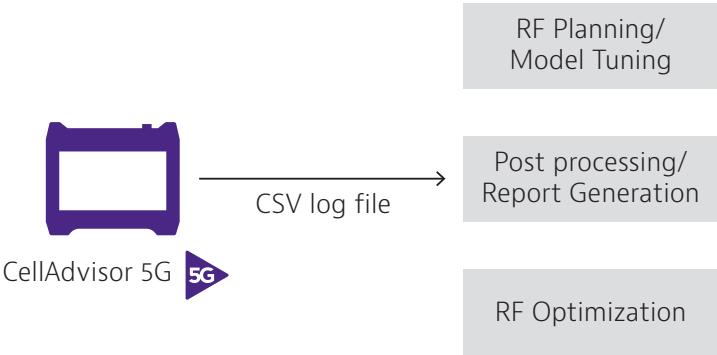 RF Planning/
Model Tuning
Post processing/
Report Generation
CSV log file
CellAdvisor 5G 5G
RF Optimization